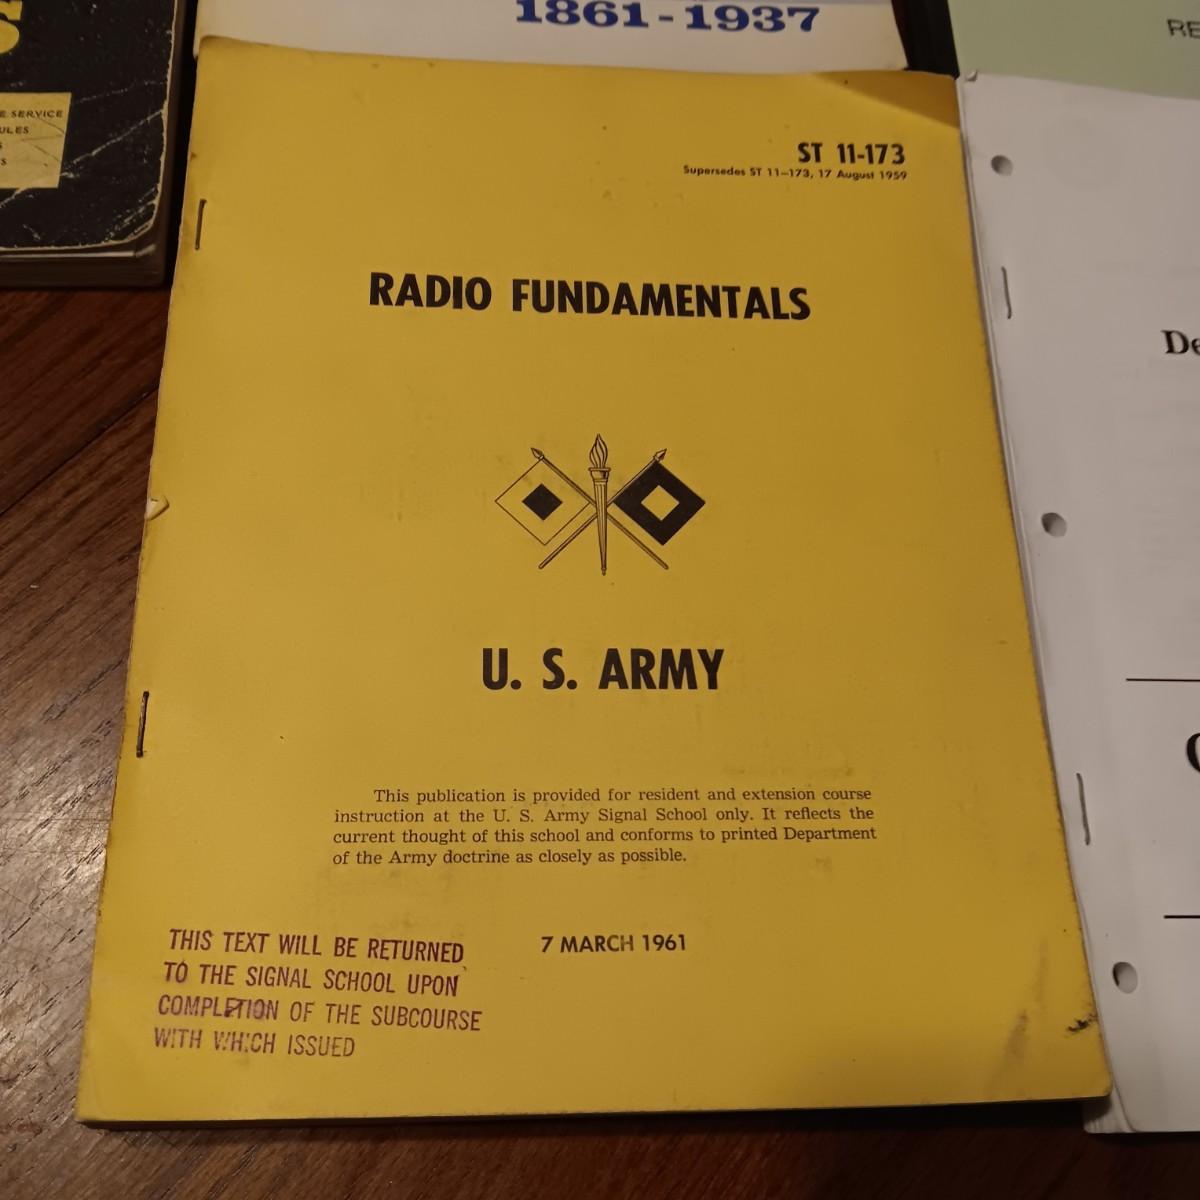 1861-1937
S
E SERVICE
ULES
S
RE
ST 11-173
Supersedes ST 11-173, 17 August 1959
RADIO FUNDAMENTALS
U. S. ARMY
This publication is provided for resident and extension course
instruction at the U. S. Army Signal School only. It reflects the
current thought of this school and conforms to printed Department
of the Army doctrine as closely as possible.
7 MARCH 1961
THIS TEXT WILL BE RETURNED
TO THE SIGNAL SCHOOL UPON
COMPLETION OF THE SUBCOURSE
WITH WHICH ISSUED
De